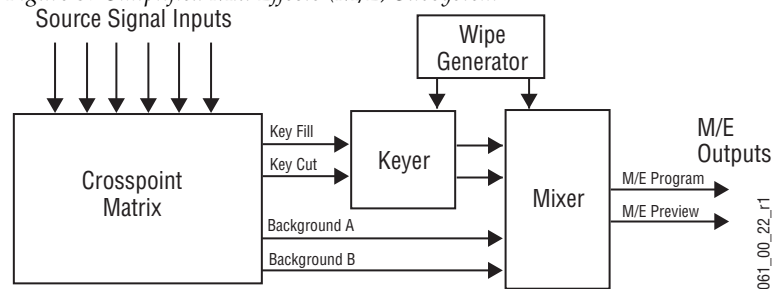 Source Signal Inputs
Wipe
Generator
Key Fill
Key Cut
Crosspoint
Matrix
Keyer
Background A
Background B
Mixer
M/E
Outputs
M/E Program
M/E Preview
061_00_22_r1